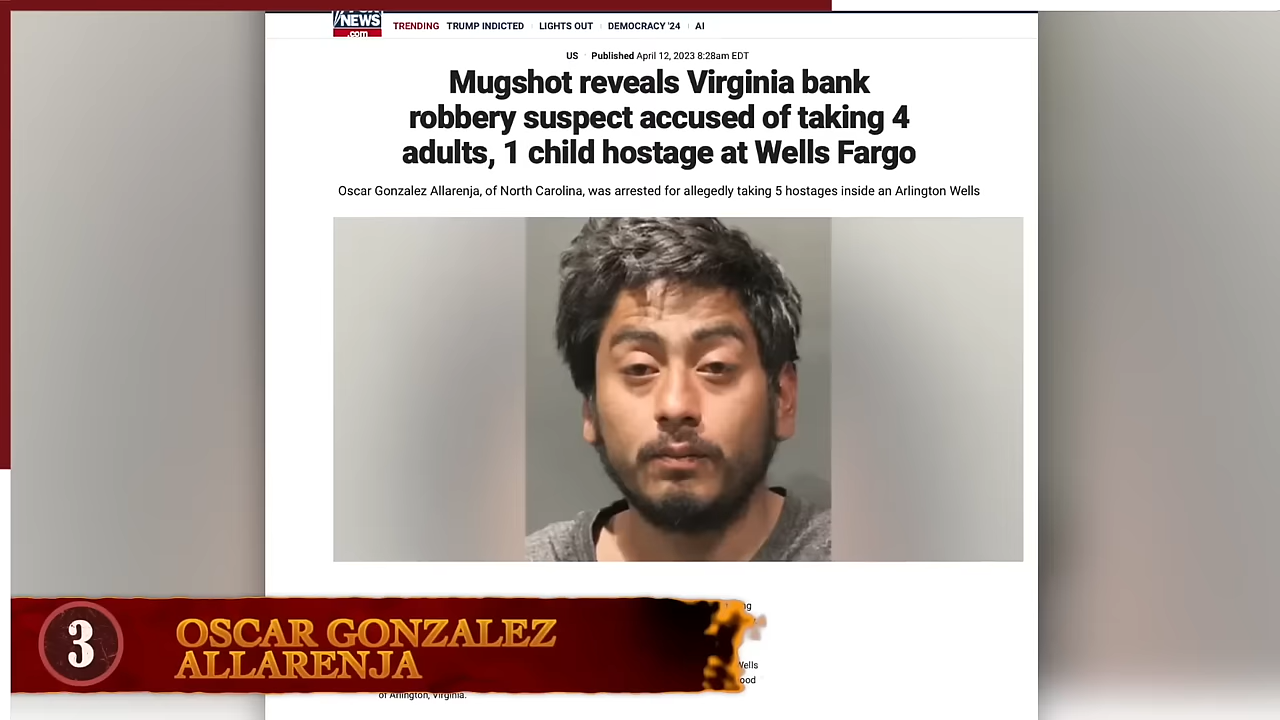 FOX
NEWS
.com
TRENDING TRUMP INDICTED LIGHTS OUT DEMOCRACY '24 AI
US Published April 12, 2023 8:28am EDT
Mugshot reveals Virginia bank
robbery suspect accused of taking 4
adults, 1 child hostage at Wells Fargo
Oscar Gonzalez Allarenja, of North Carolina, was arrested for allegedly taking 5 hostages inside an Arlington Wells
3
OSCAR GONZALEZ
ALLARENJA
of Arlington, Virginia.